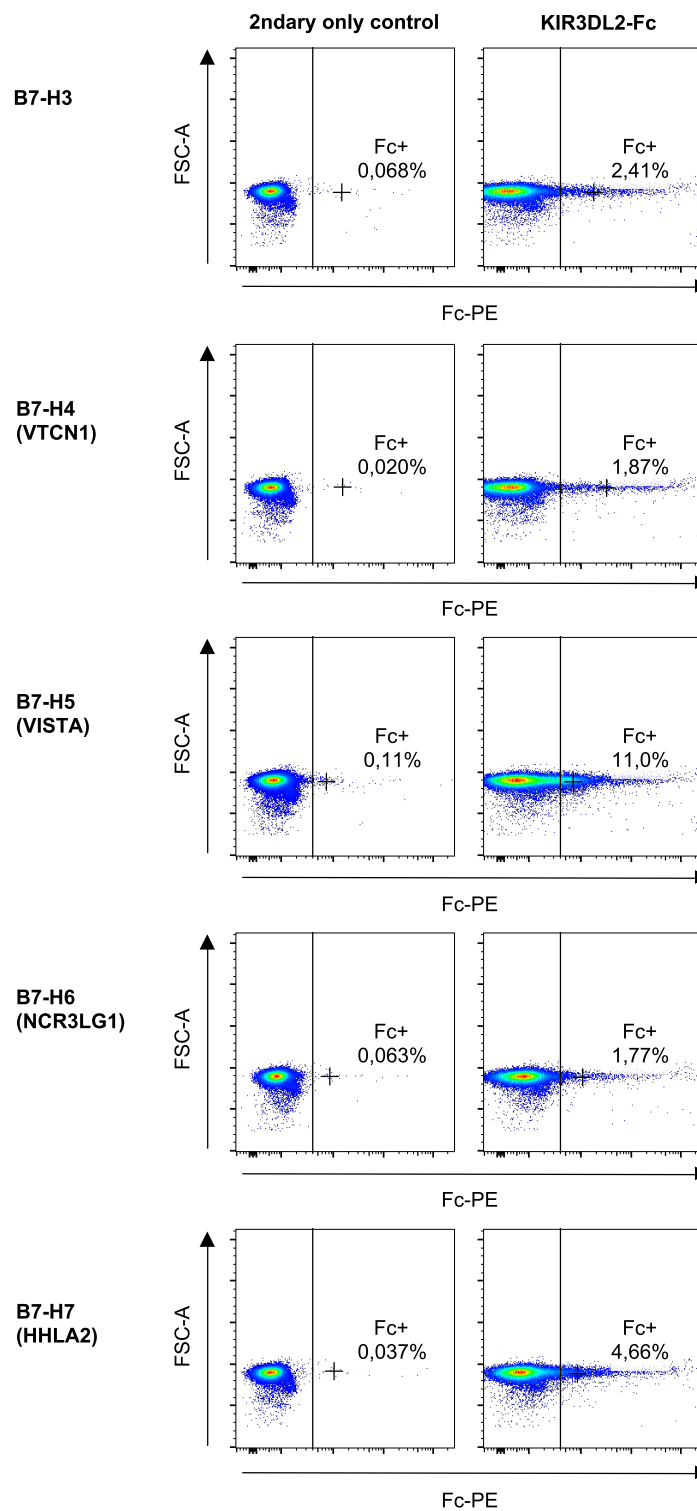 2ndary only control
KIR3DL2-Fc
B7-H3
FSC-A
Fc+
0,068%
Fc+
2,41%
Fc-PE
B7-H4
(VTCN1)
FSC-A
Fc+
0,020%
Fc+
1,87%
Fc-PE
B7-H5
(VISTA)
FSC-A
Fc+
0,11%
Fc+
11,0%
Fc-PE
B7-H6
(NCR3LG1)
FSC-A
Fc+
0,063%
Fc+
1,77%
Fc-PE
B7-H7
(HHLA2)
FSC-A
Fc+
0,037%
Fc+
4,66%
Fc-PE